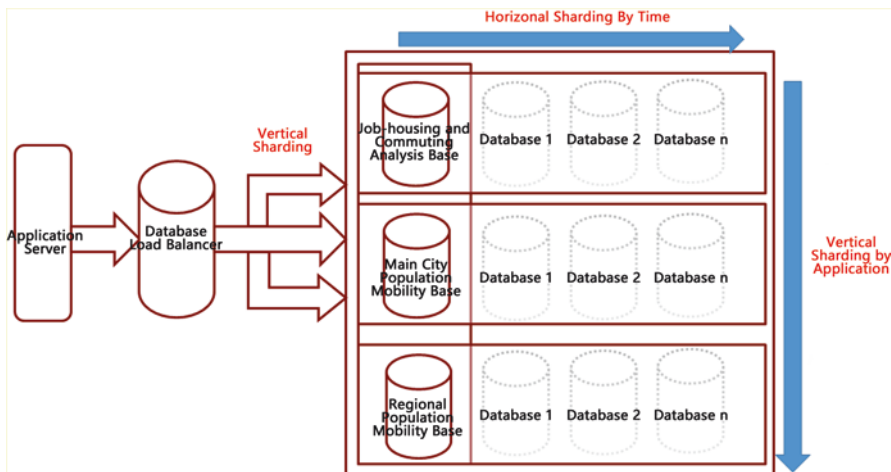 Horizonal Sharding By Time
Vertical
Sharding
Application
Server
Database
Load Balancer
Job-housing and
Commuting
Analysis Base
Database 1
Database 2
Database n
Main City
Population
Mobility Base
Database 1
Database 2
Database n
Regional
Population
Mobility Base
Database 1
Database 2
Database n
Vertical
Sharding by
Application